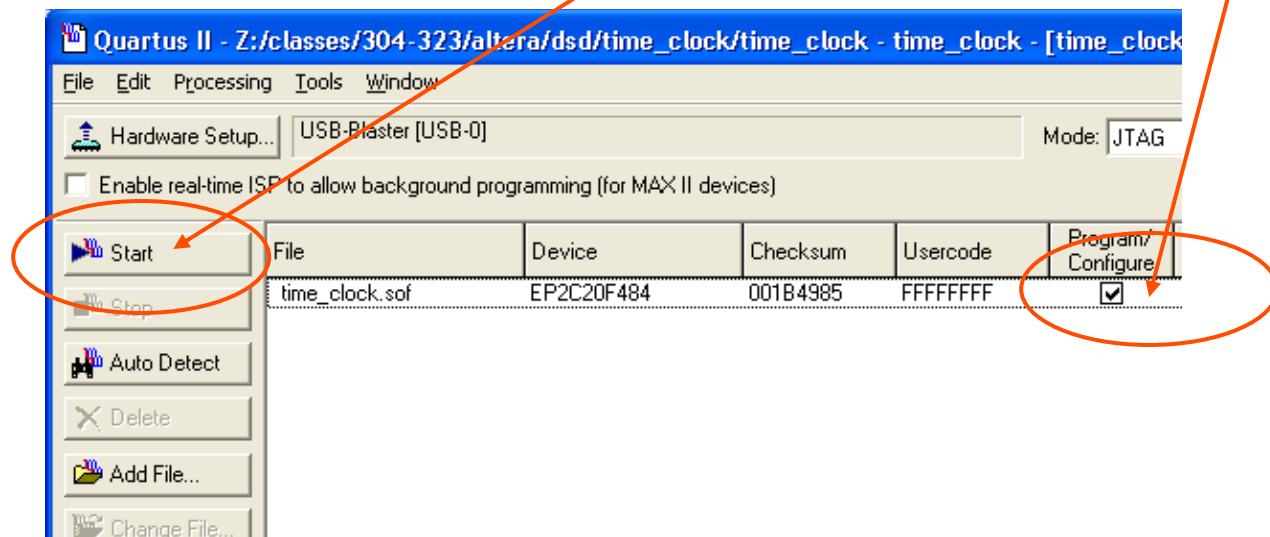 Quartus II - Z:/classes/304-323/altera/dsd/time_clock/time_clock - time_clock - [time_clock
File Edit Processing Tools Window
Hardware Setup... USB-Blaster [USB-0] Mode: JTAG
Enable real-time ISP to allow background programming (for MAX II devices)
Start File Device Checksum Usercode Program/
Configure
Stop time_clock.sof EP2C20F484 001B4985 FFFFFFFF
Auto Detect
Delete
Add File...
Change File...